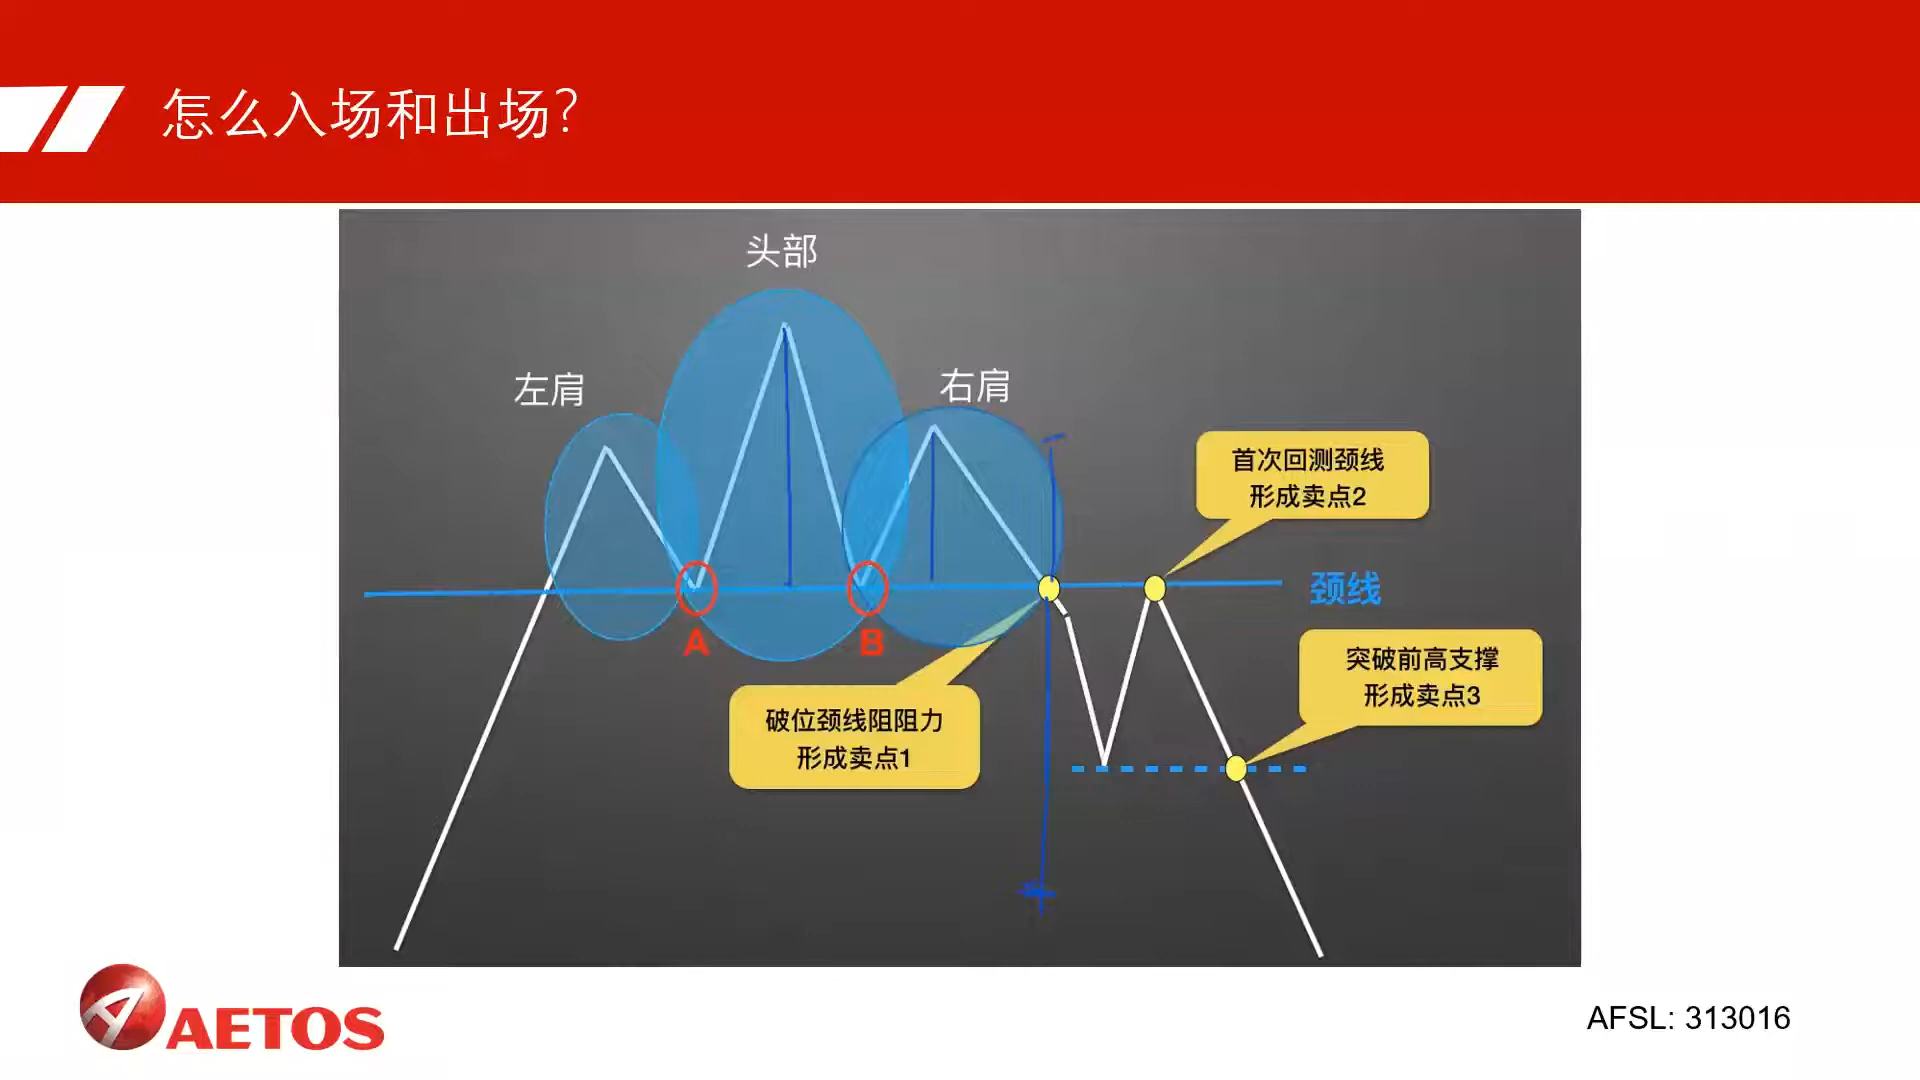 怎么入场和出场？
头部
左肩
右肩
首次回测颈线
形成卖点2
颈线
A
B
突破前高支撑
形成卖点3
破位颈线阻阻力
形成卖点1
AETOS
AFSL: 313016